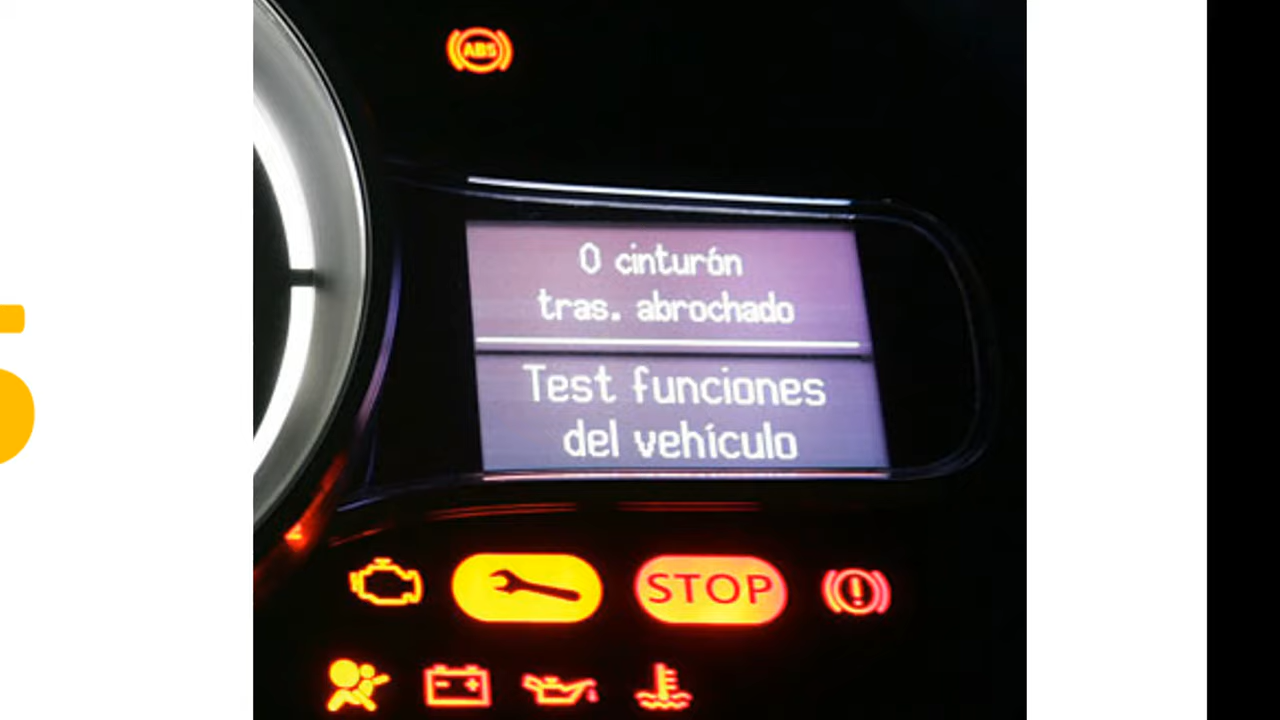 ABS
0 cinturón
tras. abrochado
Test funciones
del vehículo
STOP